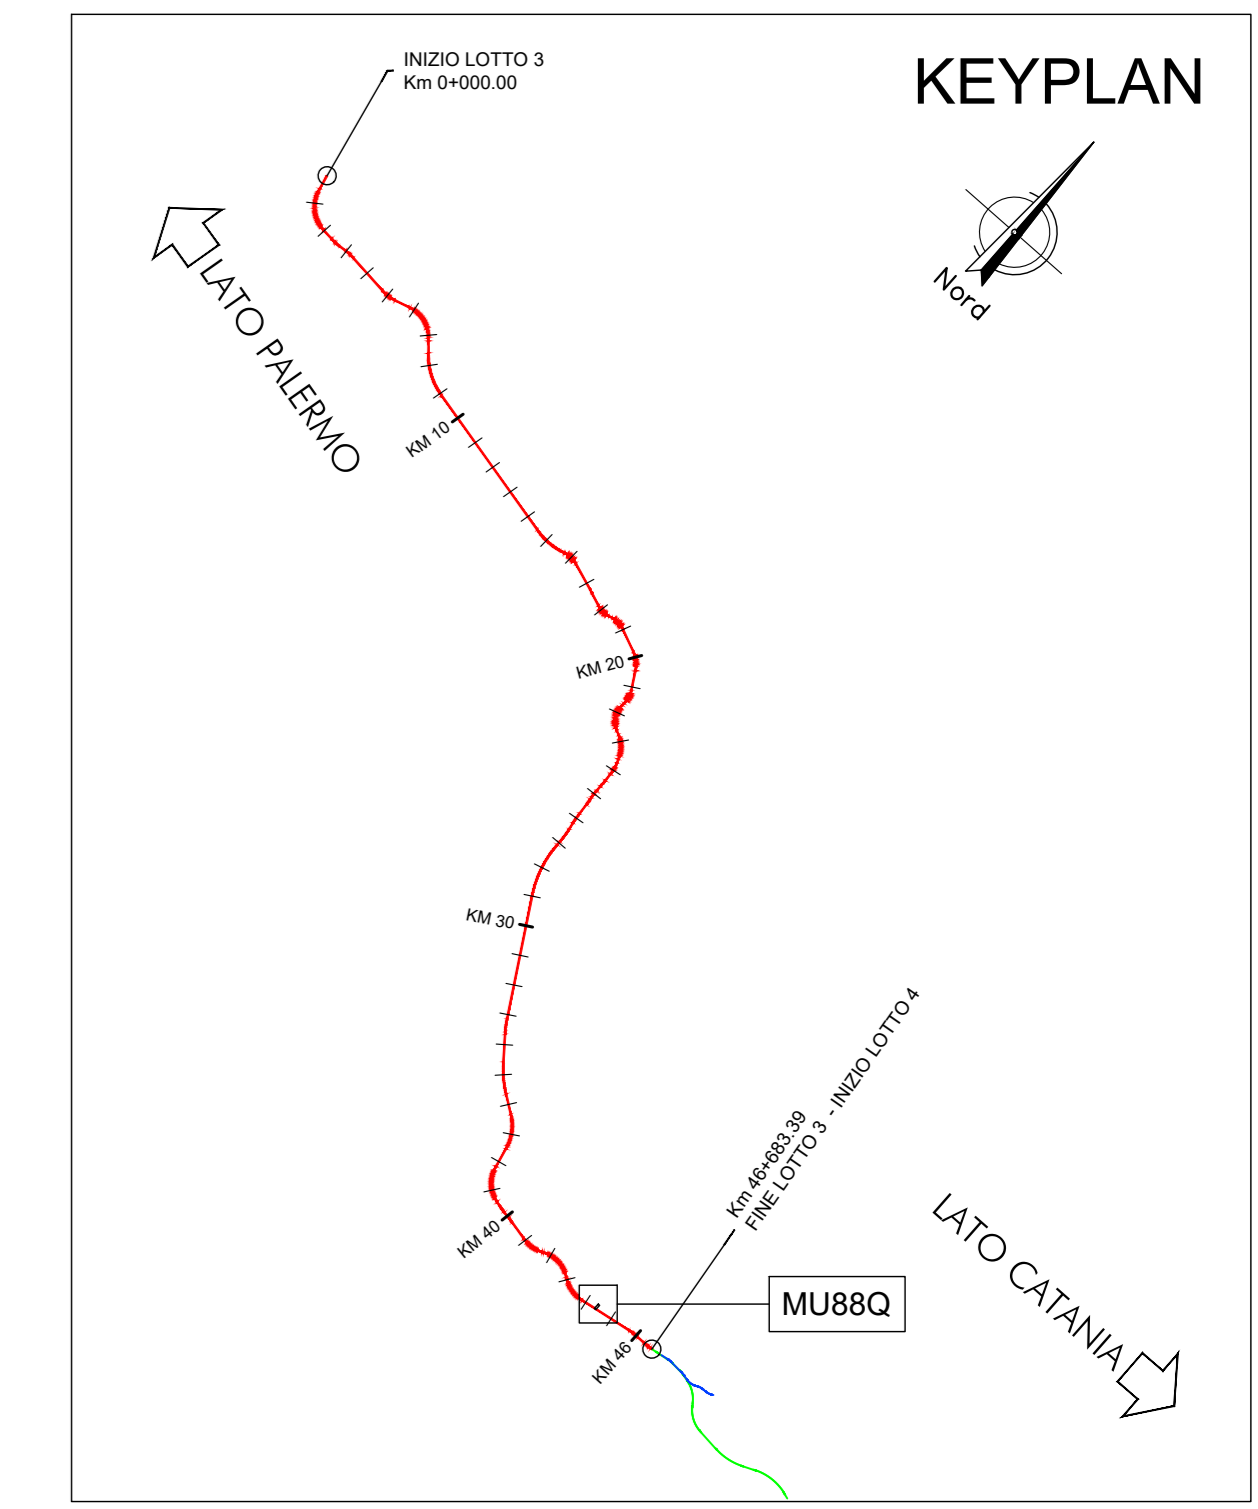 INIZIO LOTTO 3
Km 0+000.00
KEYPLAN
Nord
LATO PALERMO
KM 10
KM 20
KM 30
Km 46+683.39
FINE LOTTO 3 - INIZIO LOTTO 4
KM 40
LATO CATANIA
MU88Q
KM 46